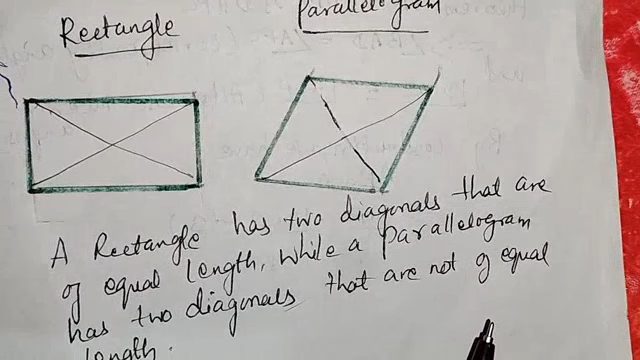 Rectangle
Parallelogram
A Rectangle has two diagonals that are
of equal length, while a Parallelogram
has two diagonals that are not of equal
length.